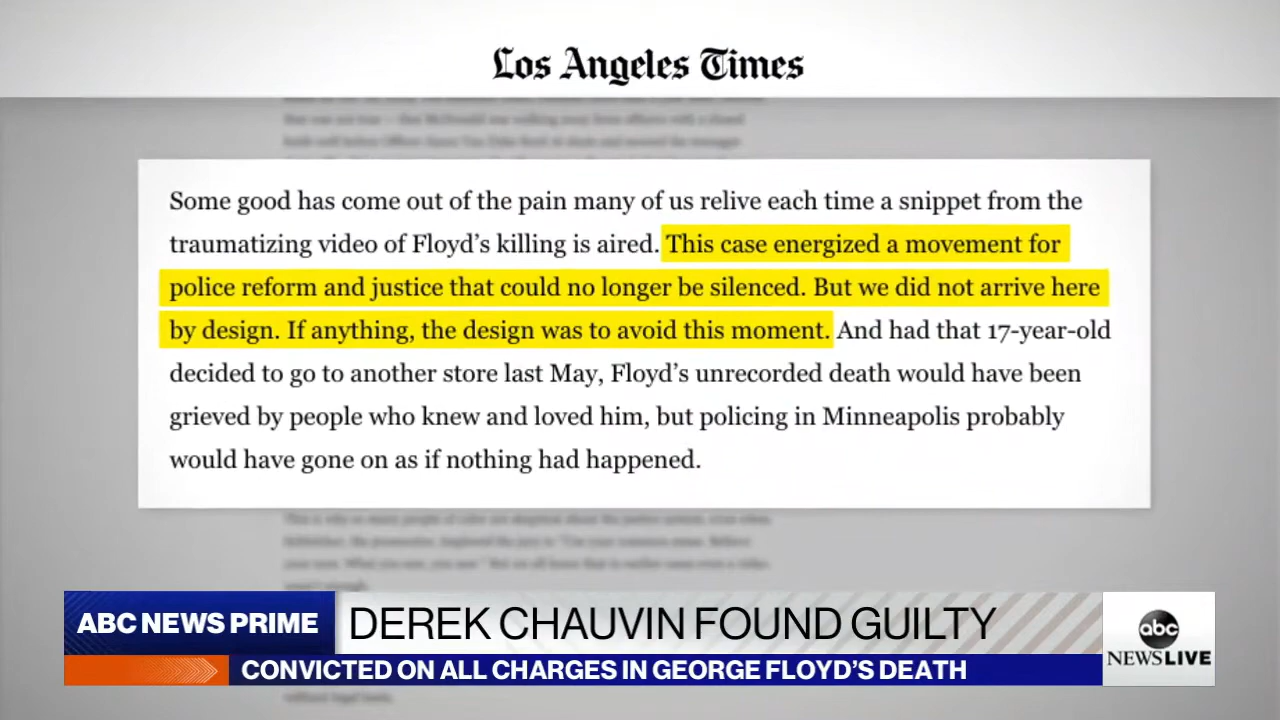 Los Angeles Times
Some good has come out of the pain many of us relive each time a snippet from the
traumatizing video of Floyd’s killing is aired. This case energized a movement for
police reform and justice that could no longer be silenced. But we did not arrive here
by design. If anything, the design was to avoid this moment. And had that 17-year-old
decided to go to another store last May, Floyd’s unrecorded death would have been
grieved by people who knew and loved him, but policing in Minneapolis probably
would have gone on as if nothing had happened.
ABC NEWS PRIME
DEREK CHAUVIN FOUND GUILTY
CONVICTED ON ALL CHARGES IN GEORGE FLOYD’S DEATH
abc
NEWS LIVE